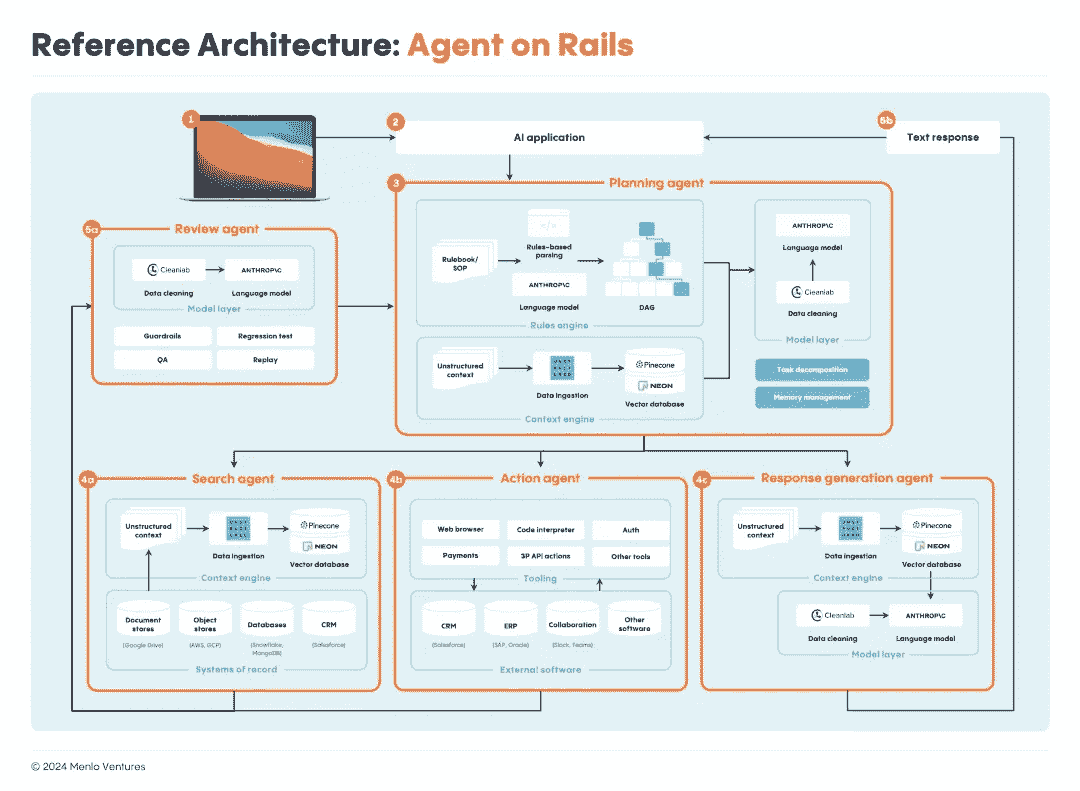 Reference Architecture: Agent on Rails
1
2
AI application
5b
Text response
3
Planning agent
Rulebook/
SOP
</>
Rules-based
parsing
ANTHROP\C
Language model
DAG
Rules engine
Unstructured
context
Data ingestion
Pinecone
NEON
Vector database
Context engine
ANTHROP\C
Language model
Cleanlab
Data cleaning
Model layer
Task decomposition
Memory management
5a
Review agent
Cleanlab
ANTHROP\C
Data cleaning
Language model
Model layer
Guardrails
Regression test
QA
Replay
4a
Search agent
Unstructured
context
Data ingestion
Pinecone
NEON
Vector database
Context engine
Document
stores
(Google Drive)
Object
stores
(AWS, GCP)
Databases
(Snowflake,
MongoDB)
CRM
(Salesforce)
Systems of record
4b
Action agent
Web browser
Code interpreter
Auth
Payments
3P API actions
Other tools
Tooling
CRM
(Salesforce)
ERP
(SAP, Oracle)
Collaboration
(Slack, Teams)
Other
software
External software
4c
Response generation agent
Unstructured
context
Data ingestion
Pinecone
NEON
Vector database
Context engine
Cleanlab
ANTHROP\C
Data cleaning
Language model
Model layer
© 2024 Menlo Ventures